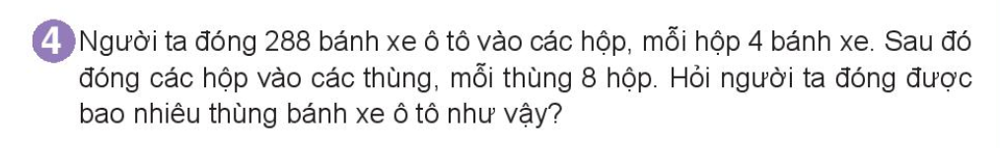 4 Người ta đóng 288 bánh xe ô tô vào các hộp, mỗi hộp 4 bánh xe. Sau đó
đóng các hộp vào các thùng, mỗi thùng 8 hộp. Hỏi người ta đóng được
bao nhiêu thùng bánh xe ô tô như vậy?